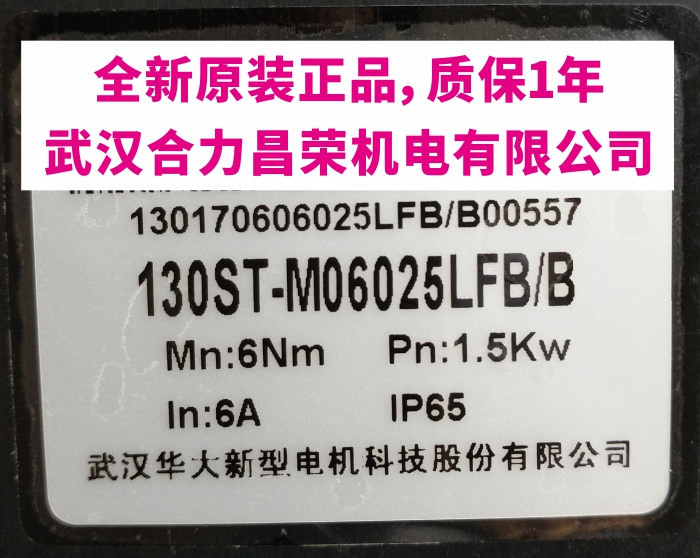 全新原装正品，质保1年
武汉合力昌荣机电有限公司
130170606025LFB/B00557
130ST-M06025LFB/B
Mn:6Nm Pn:1.5Kw
In:6A IP65
武汉华大新型电机科技股份有限公司